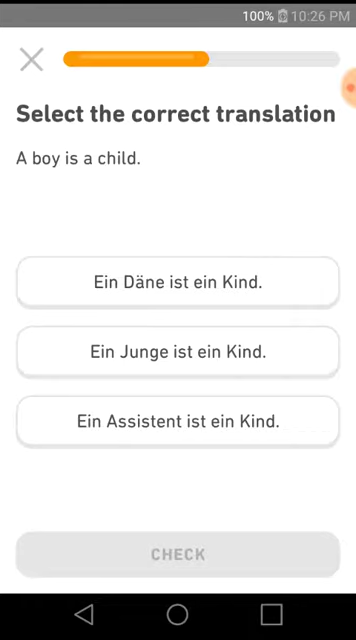 100% 10:26 PM
Select the correct translation
A boy is a child.
Ein Däne ist ein Kind.
Ein Junge ist ein Kind.
Ein Assistent ist ein Kind.
CHECK